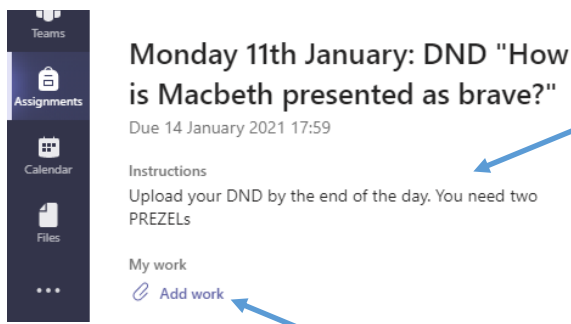 Teams
Assignments
Calendar
Files
Monday 11th January: DND "How
is Macbeth presented as brave?"
Due 14 January 2021 17:59
Instructions
Upload your DND by the end of the day. You need two
PREZELs
My work
Add work